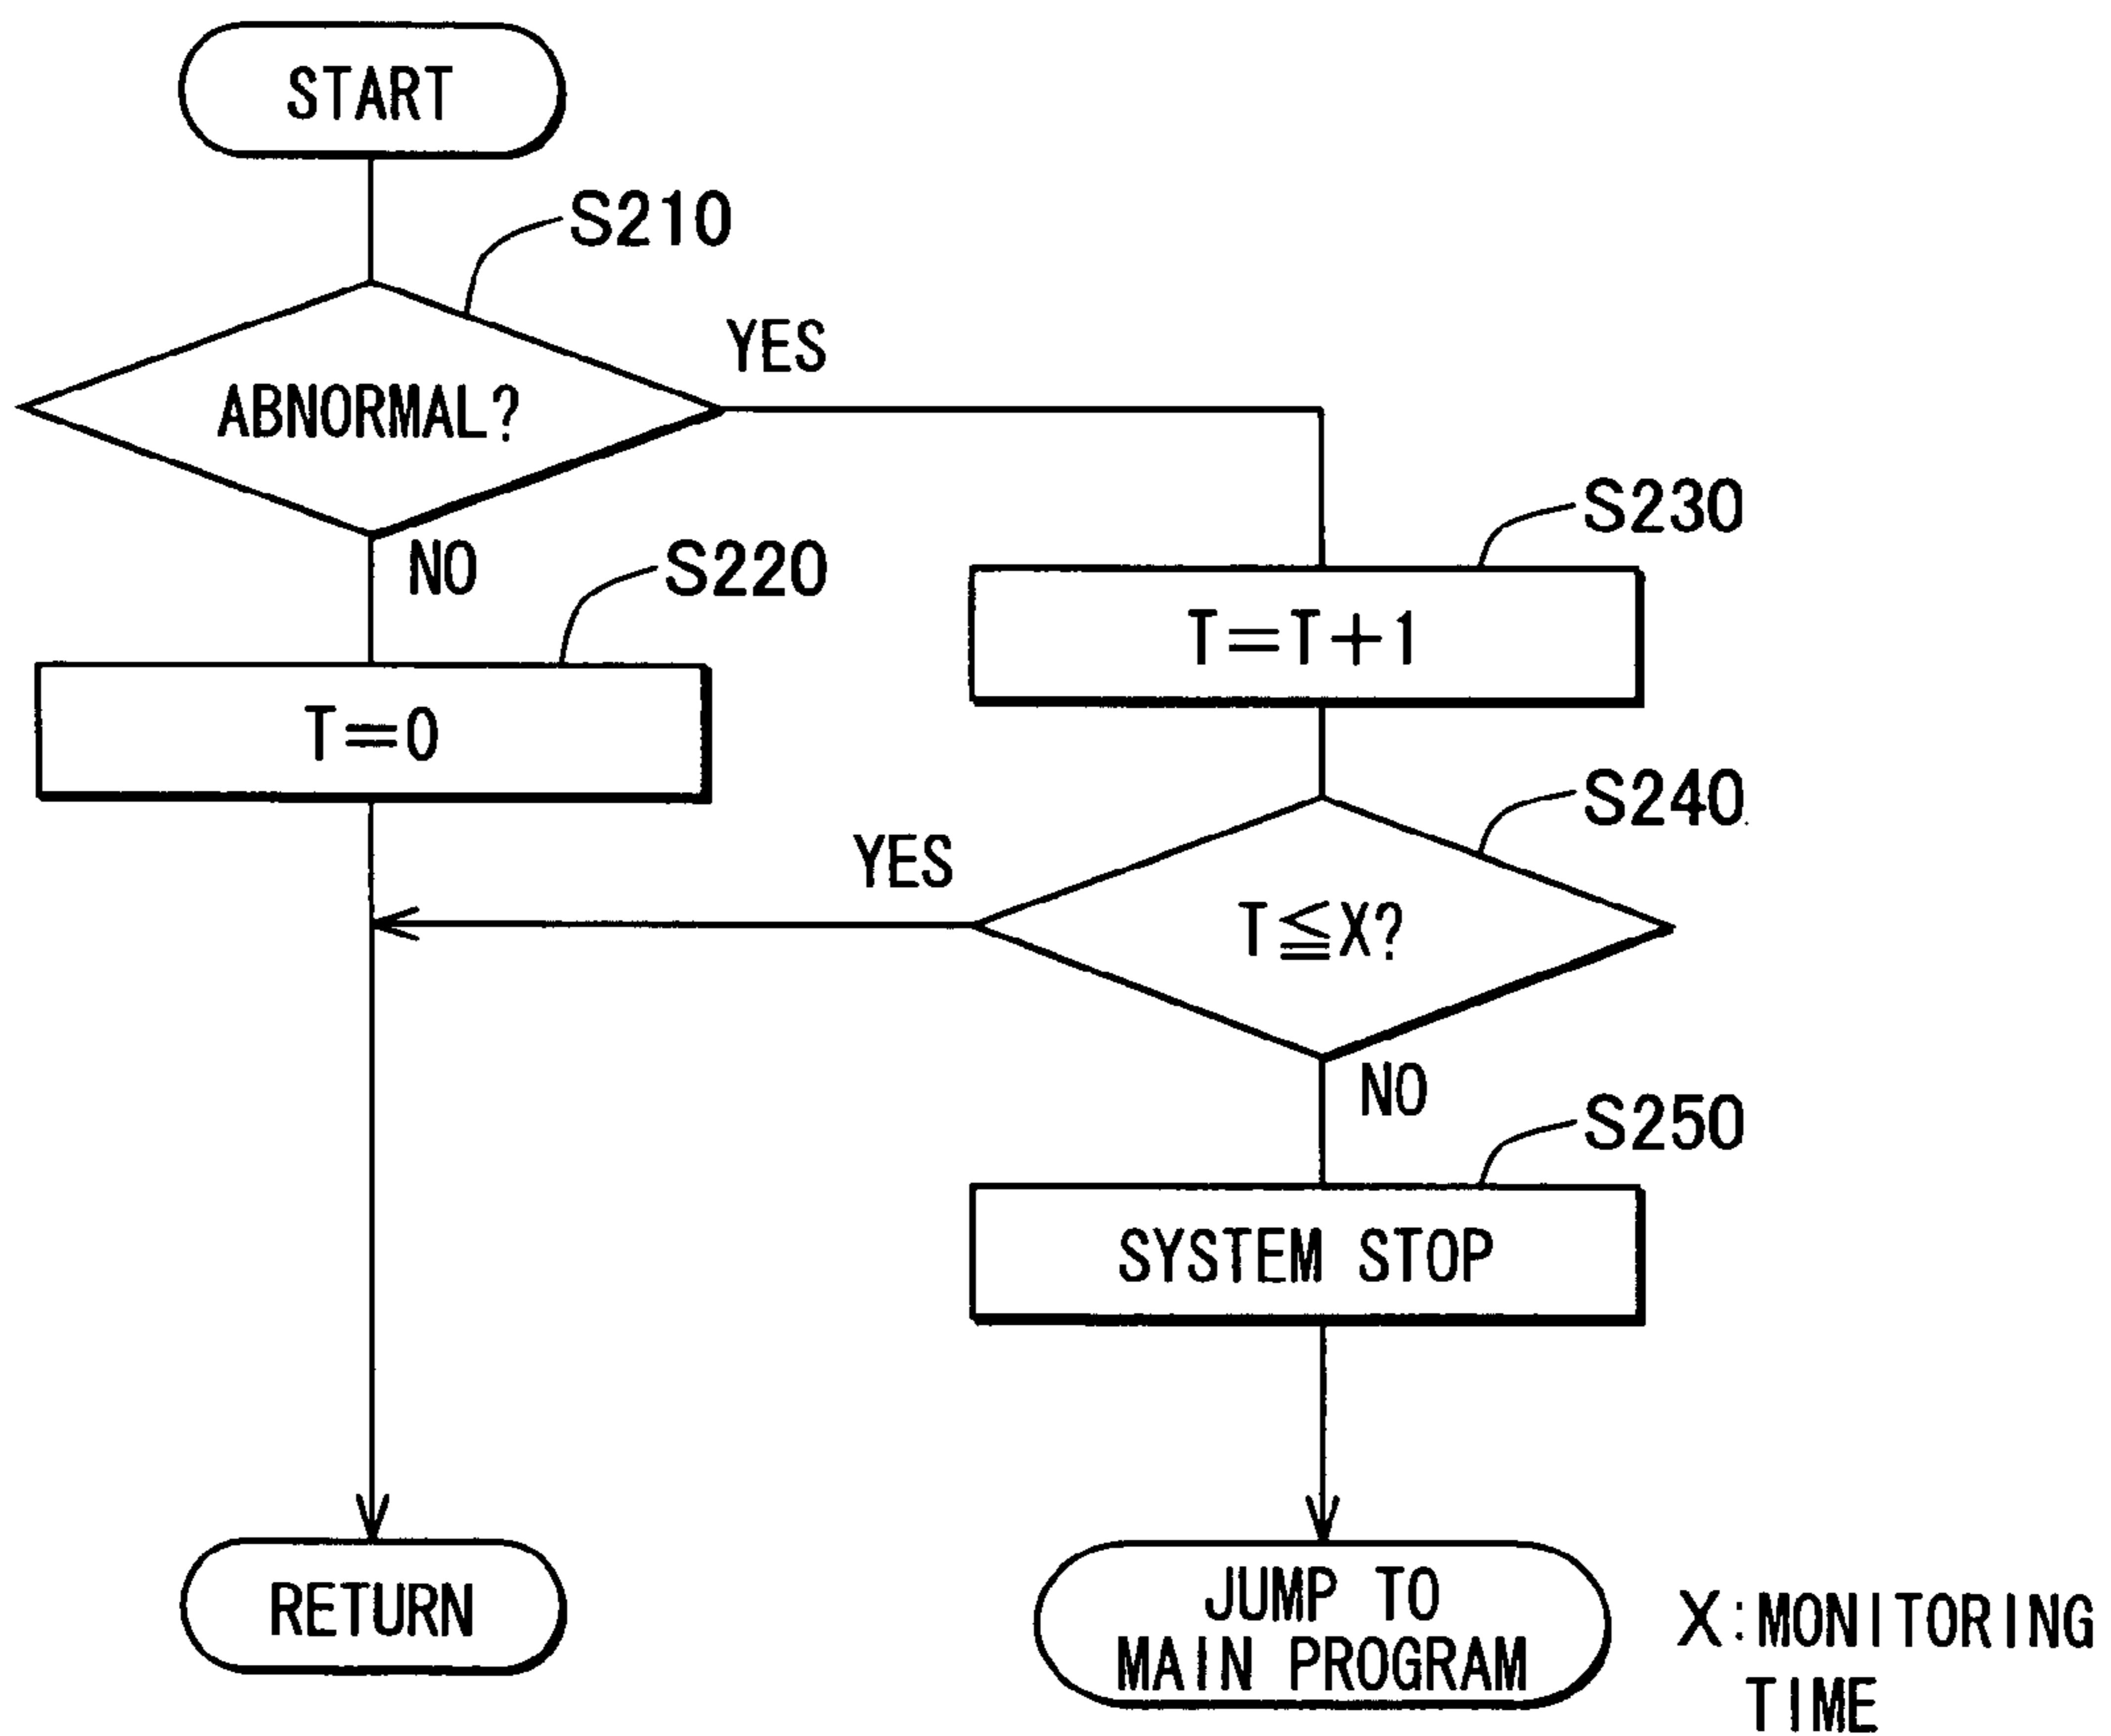 START
S210
YES
ABNORMAL?
NO
S220
S230
T=T+1
T=0
S240
YES
T≦X?
NO
S250
SYSTEM STOP
RETURN
JUMP TO
MAIN PROGRAM
X:MONITORING
TIME